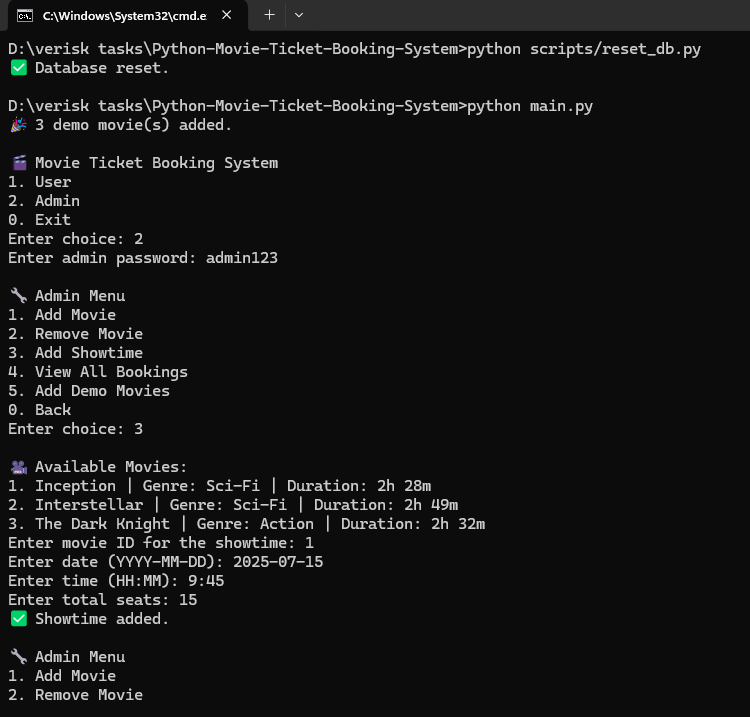 C:\Windows\System32\cmd.e
D:\verisk tasks\Python-Movie-Ticket-Booking-System>python scripts/reset_db.py
✅ Database reset.
D:\verisk tasks\Python-Movie-Ticket-Booking-System>python main.py
🎉 3 demo movie(s) added.
🎬 Movie Ticket Booking System
1. User
2. Admin
0. Exit
Enter choice: 2
Enter admin password: admin123
🔧 Admin Menu
1. Add Movie
2. Remove Movie
3. Add Showtime
4. View All Bookings
5. Add Demo Movies
0. Back
Enter choice: 3
🎥 Available Movies:
1. Inception | Genre: Sci-Fi | Duration: 2h 28m
2. Interstellar | Genre: Sci-Fi | Duration: 2h 49m
3. The Dark Knight | Genre: Action | Duration: 2h 32m
Enter movie ID for the showtime: 1
Enter date (YYYY-MM-DD): 2025-07-15
Enter time (HH:MM): 9:45
Enter total seats: 15
✅ Showtime added.
🔧 Admin Menu
1. Add Movie
2. Remove Movie